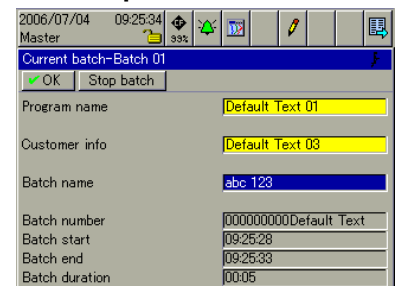 2006/07/04 09:25:34
Master 99%
Current batch-Batch 01
OK Stop batch
Program name Default Text 01
Customer info Default Text 03
Batch name abc 123
Batch number 000000000Default Text
Batch start 09:25:28
Batch end 09:25:33
Batch duration 00:05